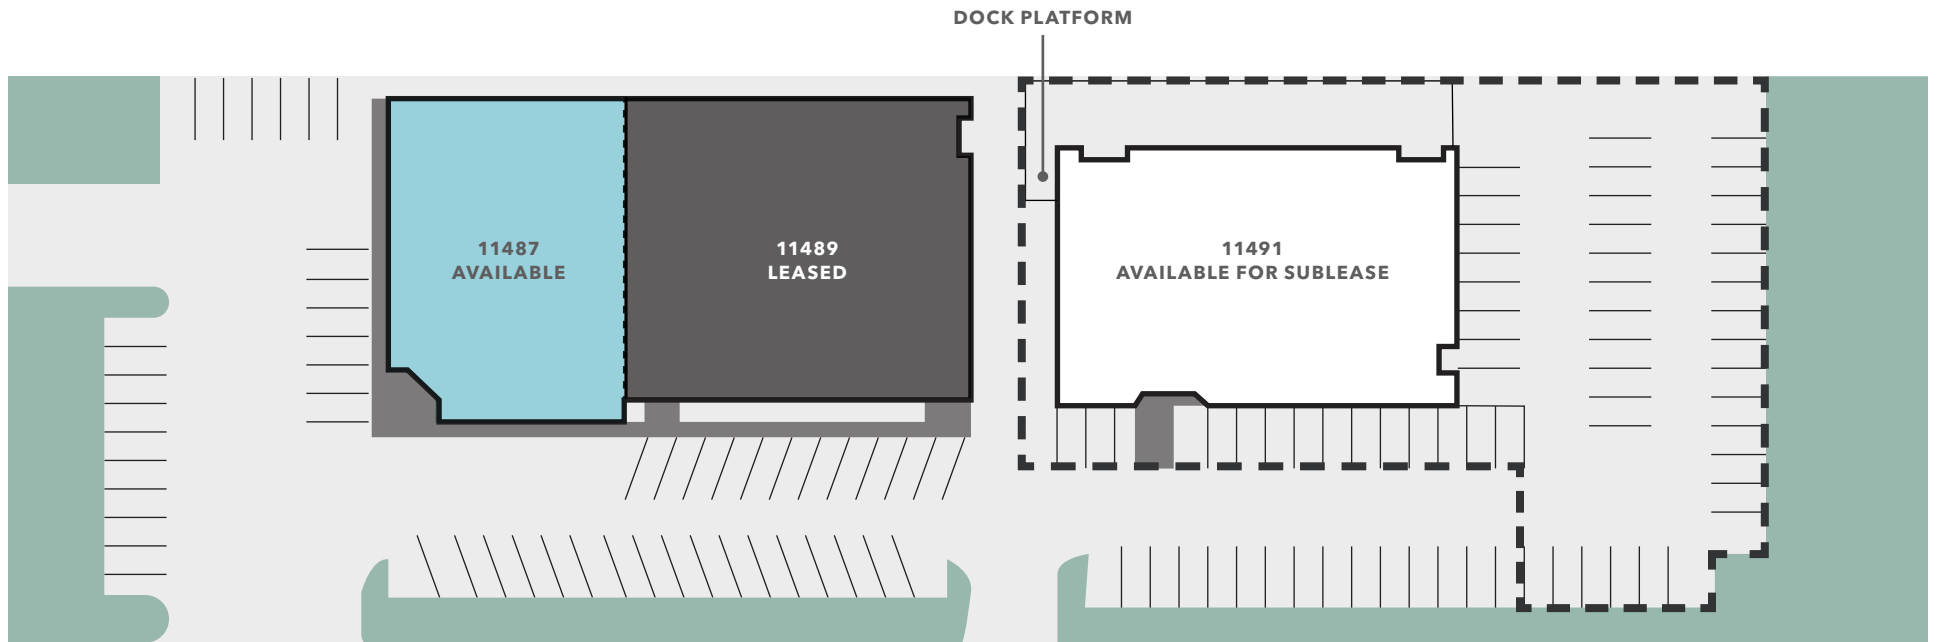 DOCK PLATFORM
11487
AVAILABLE
11489
LEASED
11491
AVAILABLE FOR SUBLEASE